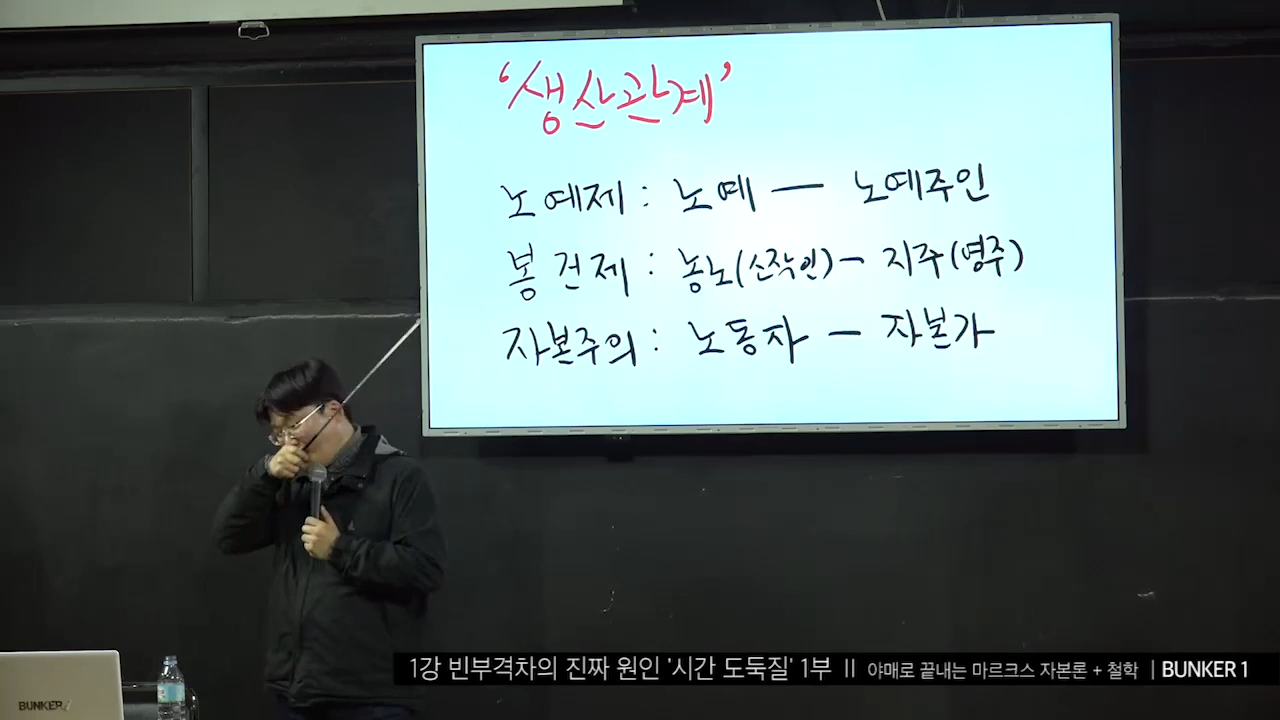 '생산관계'
노예제 : 노예 — 노예주인
봉건제 : 농노(소작인) — 지주(영주)
자본주의 : 노동자 — 자본가
1강 빈부격차의 진짜 원인 '시간 도둑질' 1부 II 야매로 끝내는 마르크스 자본론 + 철학 | BUNKER 1
BUNKER 1